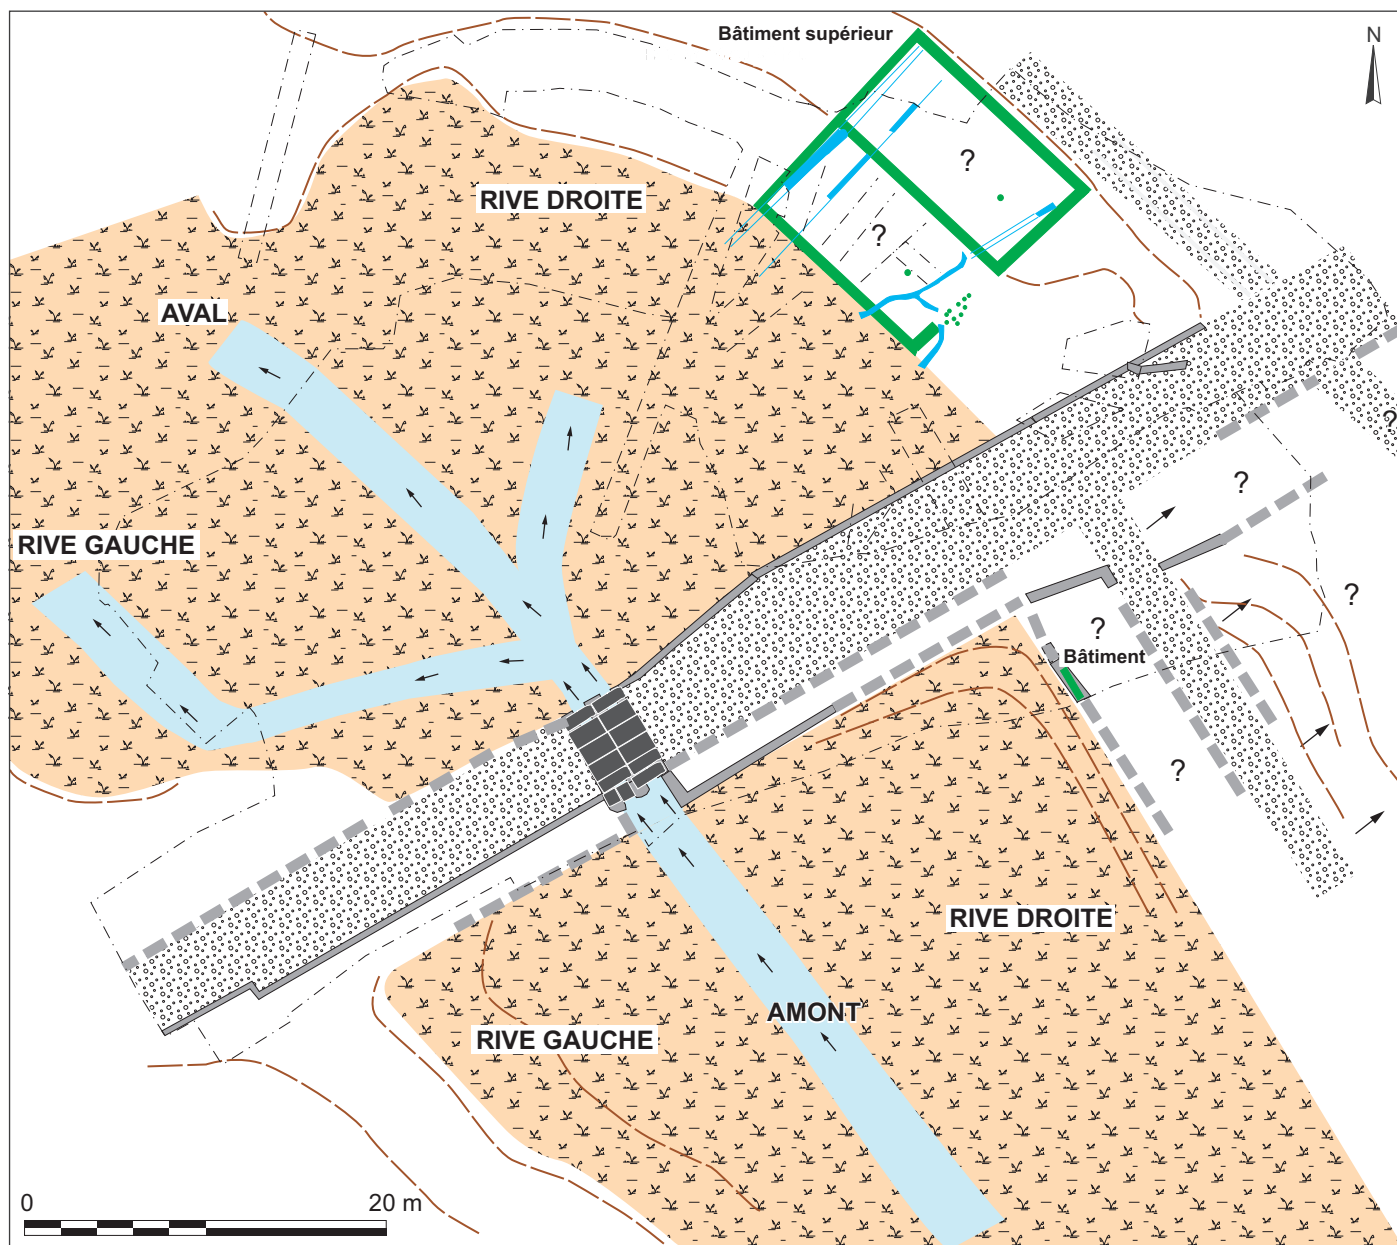 Bâtiment supérieur
N
?
RIVE DROITE
?
AVAL
?
?
RIVE GAUCHE
?
?
Bâtiment
?
RIVE DROITE
AMONT
RIVE GAUCHE
0 20 m